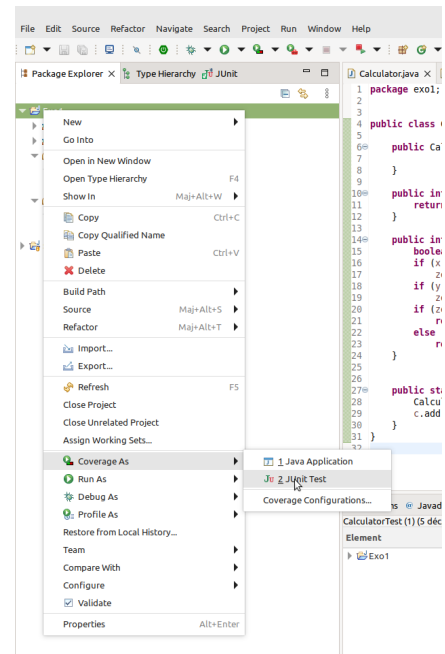 File Edit Source Refactor Navigate Search Project Run Window Help
Package Explorer Type Hierarchy JUnit
Calculator.java
New
Go Into
Open in New Window
Open Type Hierarchy F4
Show In Maj+Alt+W
Copy Ctrl+C
Copy Qualified Name
Paste Ctrl+V
Delete
Build Path
Source Maj+Alt+S
Refactor Maj+Alt+T
Import...
Export...
Refresh F5
Close Project
Close Unrelated Project
Assign Working Sets...
Coverage As
Run As
Debug As
Profile As
Restore from Local History...
Team
Compare With
Configure
Validate
Properties Alt+Enter
1 Java Application
2 JUnit Test
Coverage Configurations...
1 package exo1;
2
3
4 public class
5
6 public Cal
7
8 }
9
10 public int
11 return
12 }
13
14 public int
15 boolea
16 if (x
17 ze
18 if (y
19 ze
20 if (ze
21 re
22 else
23 re
24 }
25
26
27 public sta
28 Calcul
29 c.add
30 }
31 }
32
ns Javad
CalculatorTest (1) (5 déc
Element
Exo1